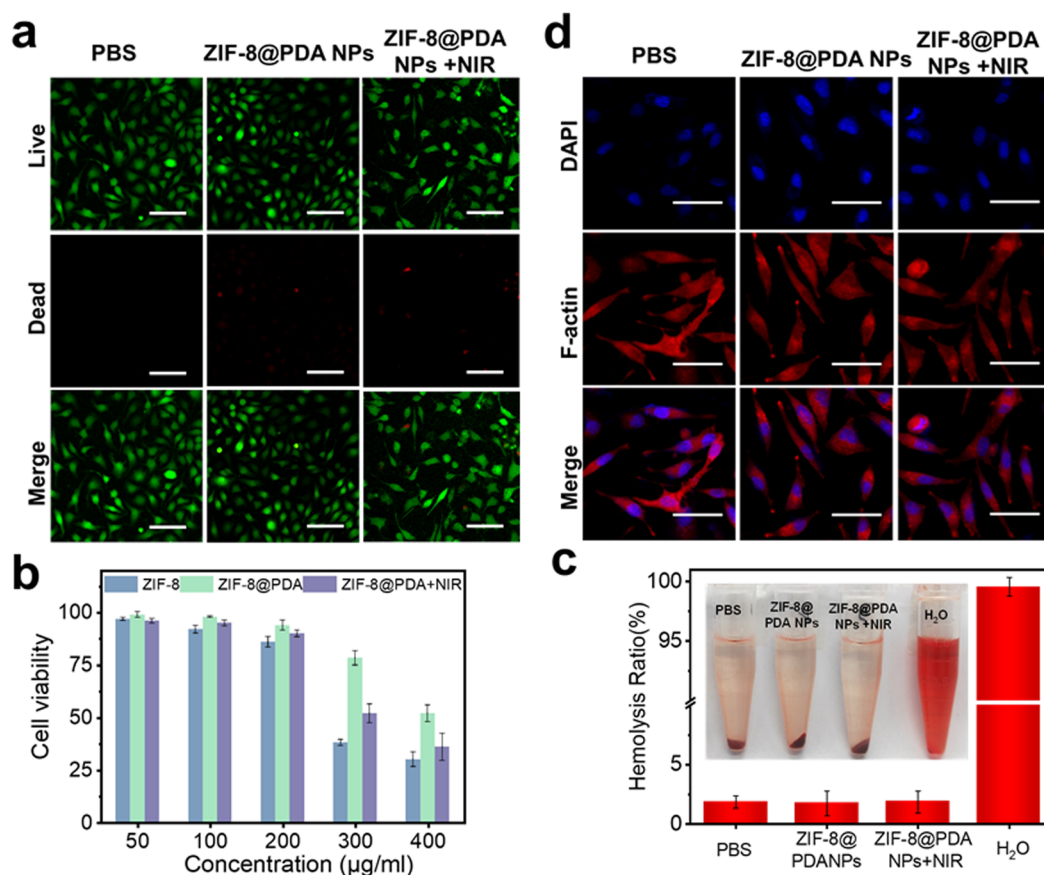 a
PBS
ZIF-8@PDA NPs
ZIF-8@PDA
NPs +NIR
Live
Dead
Merge
d
PBS
ZIF-8@PDA NPs
ZIF-8@PDA
NPs +NIR
DAPI
F-actin
Merge
b
ZIF-8
ZIF-8@PDA
ZIF-8@PDA+NIR
Cell viability
100
75
50
25
0
50
100
200
300
400
Concentration (µg/ml)
c
Hemolysis Ratio(%)
100
95
5
0
PBS
ZIF-8@
PDA NPs
ZIF-8@PDA
NPs +NIR
H₂O
PBS
ZIF-8@
PDANPs
ZIF-8@PDA
NPs+NIR
H₂O